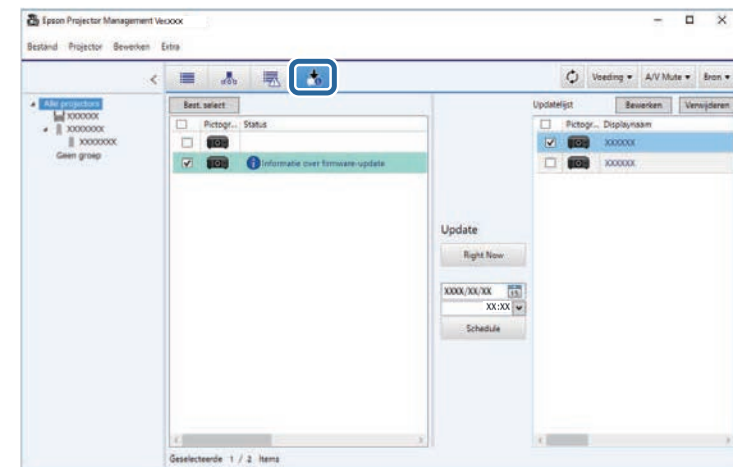 Epson Projector Management Ver.xxxx
Bestand Projector Bewerken Extra
< Voeding A/V Mute Bron
Alle projectors
XXXXXX
XXXXXXX
XXXXXXX
Geen groep
Best. select
Pictogr... Status
Informatie over firmware-update
Geselecteerde 1 / 2 Items
Update
Right Now
XXXX/XX/XX 15
XX:XX
Schedule
Updatelijst Bewerken Verwijderen
Pictogr... Displaynaam
XXXXXX
XXXXXX